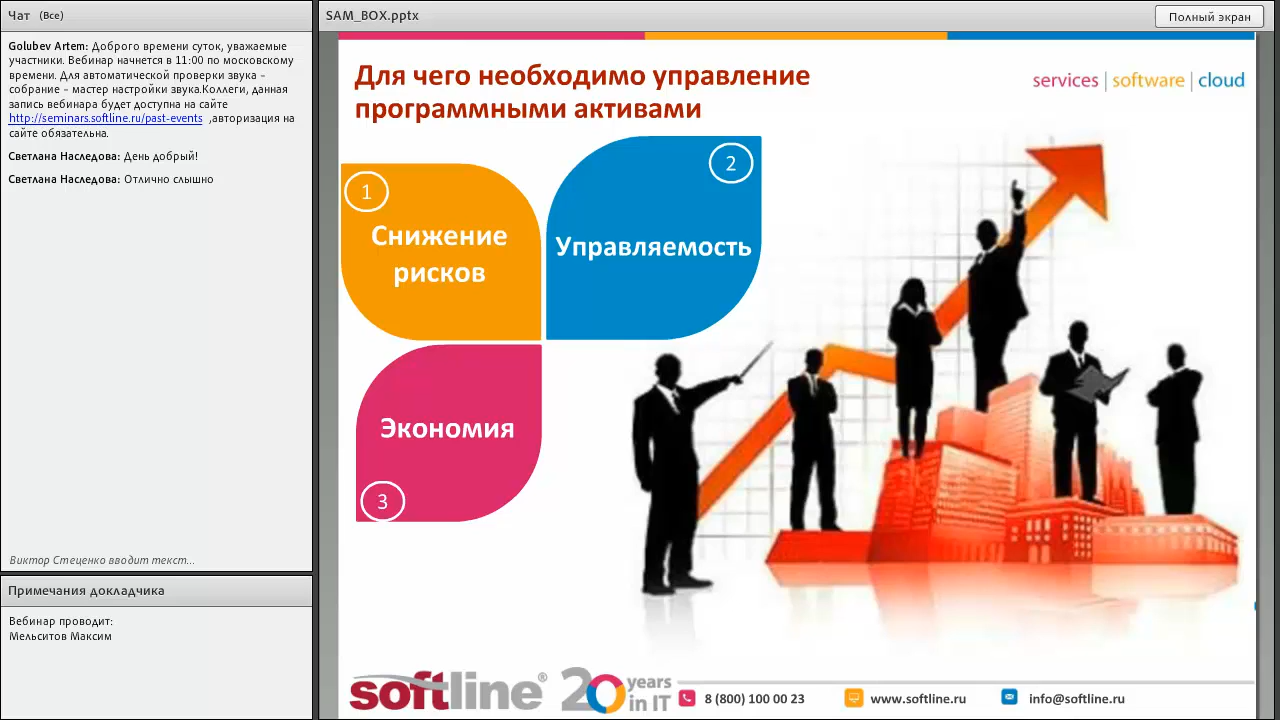 Чат (Все)
Golubev Artem: Доброго времени суток, уважаемые
участники. Вебинар начнется в 11:00 по московскому
времени. Для автоматической проверки звука –
собрание – мастер настройки звука.Коллеги, данная
запись вебинара будет доступна на сайте
http://seminars.softline.ru/past-events ,авторизация на
сайте обязательна.
Светлана Наследова: День добрый!
Светлана Наследова: Отлично слышно
Виктор Стеценко вводит текст...
Примечания докладчика
Вебинар проводит:
Мельситов Максим
SAM_BOX.pptx
Полный экран
Для чего необходимо управление
программными активами
services | software | cloud
1
Снижение
рисков
2
Управляемость
Экономия
3
softline® 20 years
in IT
8 (800) 100 00 23
www.softline.ru
info@softline.ru